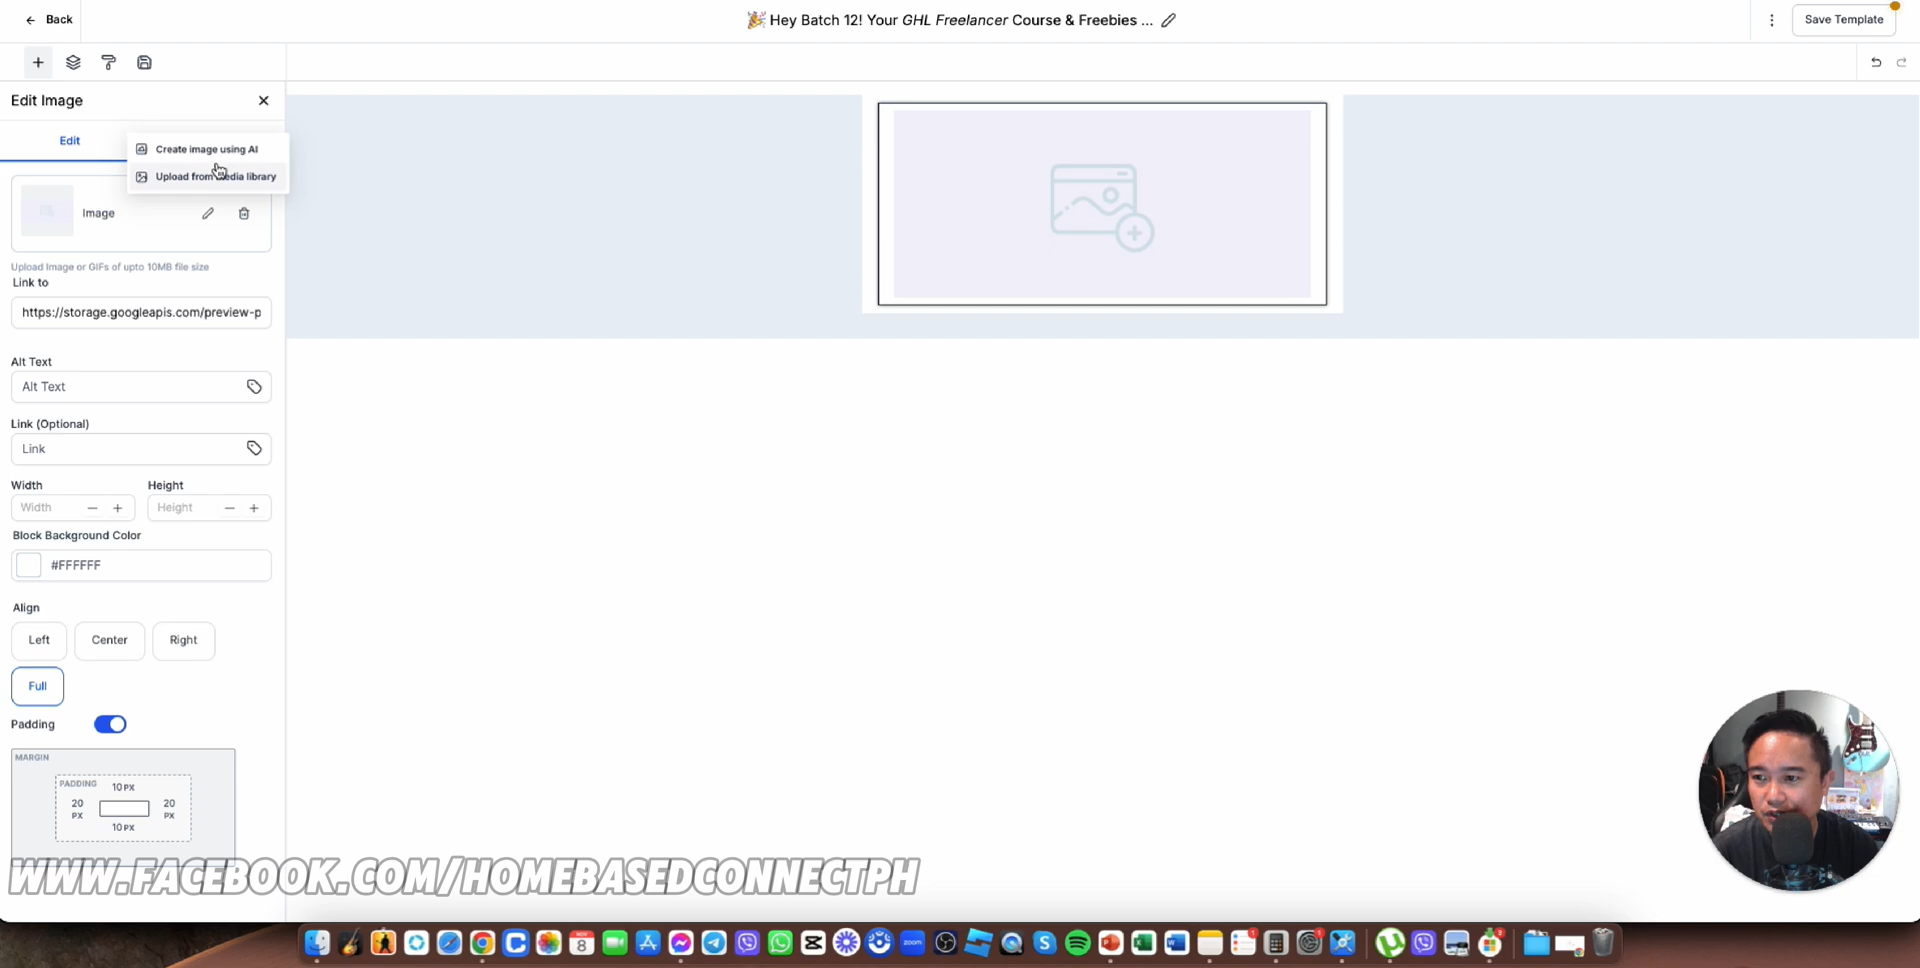 Back
🎉 Hey Batch 12! Your GHL Freelancer Course & Freebies ...
Save Template
Edit Image
Edit
Create image using AI
Upload from media library
Image
Upload Image or GIFs of upto 10MB file size
Link to
https://storage.googleapis.com/preview-p
Alt Text
Alt Text
Link (Optional)
Link
Width Height
Width Height
Block Background Color
#FFFFFF
Align
Left Center Right
Full
Padding
MARGIN
PADDING 10 PX
20 PX 20 PX
10 PX
WWW.FACEBOOK.COM/HOMEBASEDCONNECTPH
NOV 8
zoom